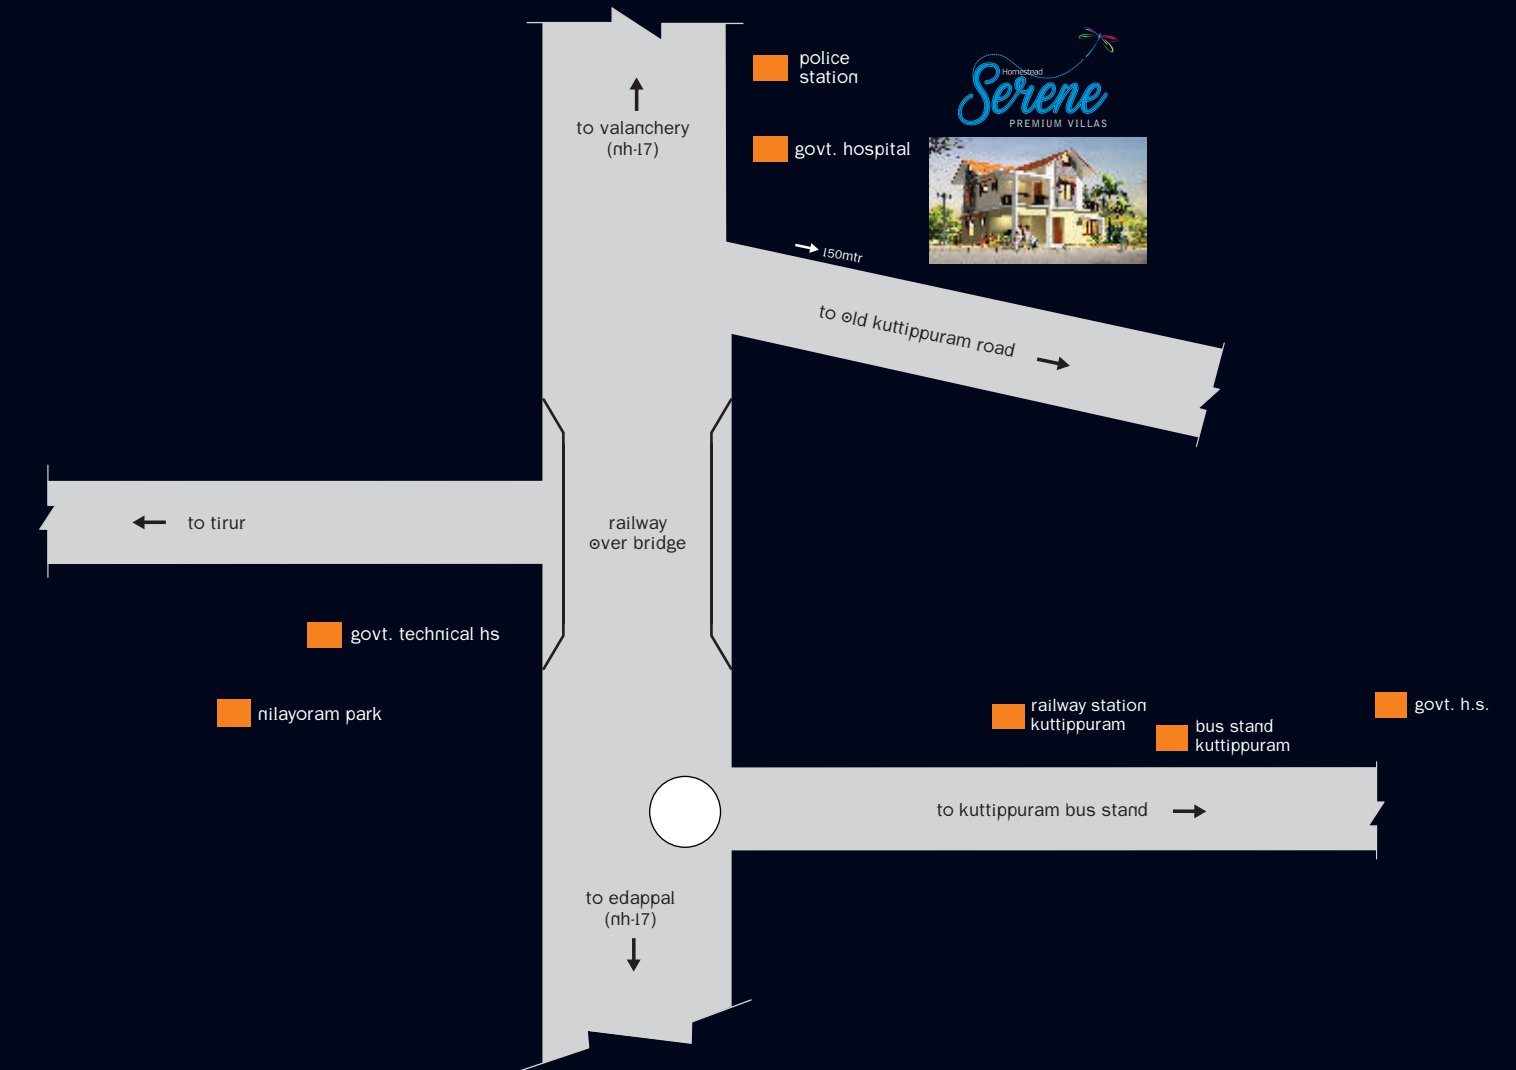 police
station
Homestead
Serene
PREMIUM VILLAS
to valanchery
(nh-17)
govt. hospital
150mtr
to old kuttippuram road
to tirur
railway
over bridge
govt. technical hs
nilayoram park
railway station
kuttippuram
bus stand
kuttippuram
govt. h.s.
to kuttippuram bus stand
to edappal
(nh-17)